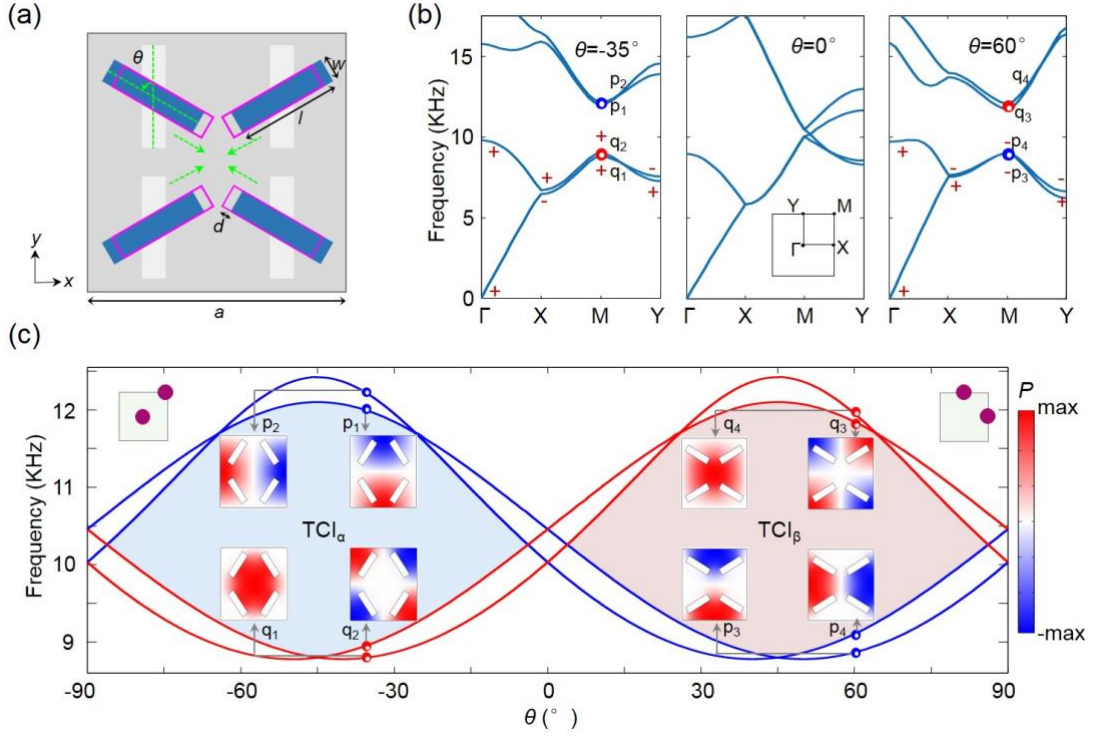 (a)
θ
w
l
d
y
x
a
(b)
θ=-35°
θ=0°
θ=60°
Frequency (KHz)
15
10
5
0
p₂
p₁
+
q₂
+
q₁
+
+
-
-
+
+
Γ X M Y
Y M
Γ X
Γ X M Y
q₄
q₃
-
p₄
-
p₃
+
-
+
-
+
+
Γ X M Y
(c)
Frequency (KHz)
12
11
10
9
p₂
p₁
q₄
q₃
TCIα
TCIβ
q₁
q₂
p₃
p₄
P
max
-max
-90 -60 -30 0 30 60 90
θ (°)